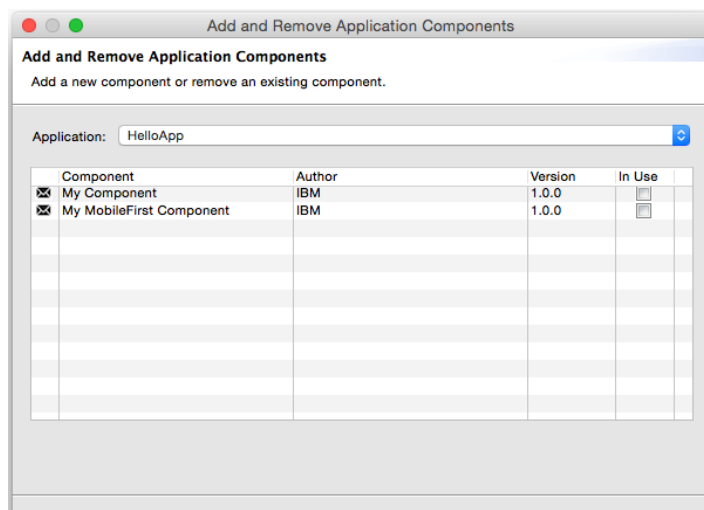 Add and Remove Application Components
Add and Remove Application Components
Add a new component or remove an existing component.
Application: HelloApp
Component Author Version In Use
My Component IBM 1.0.0
My MobileFirst Component IBM 1.0.0